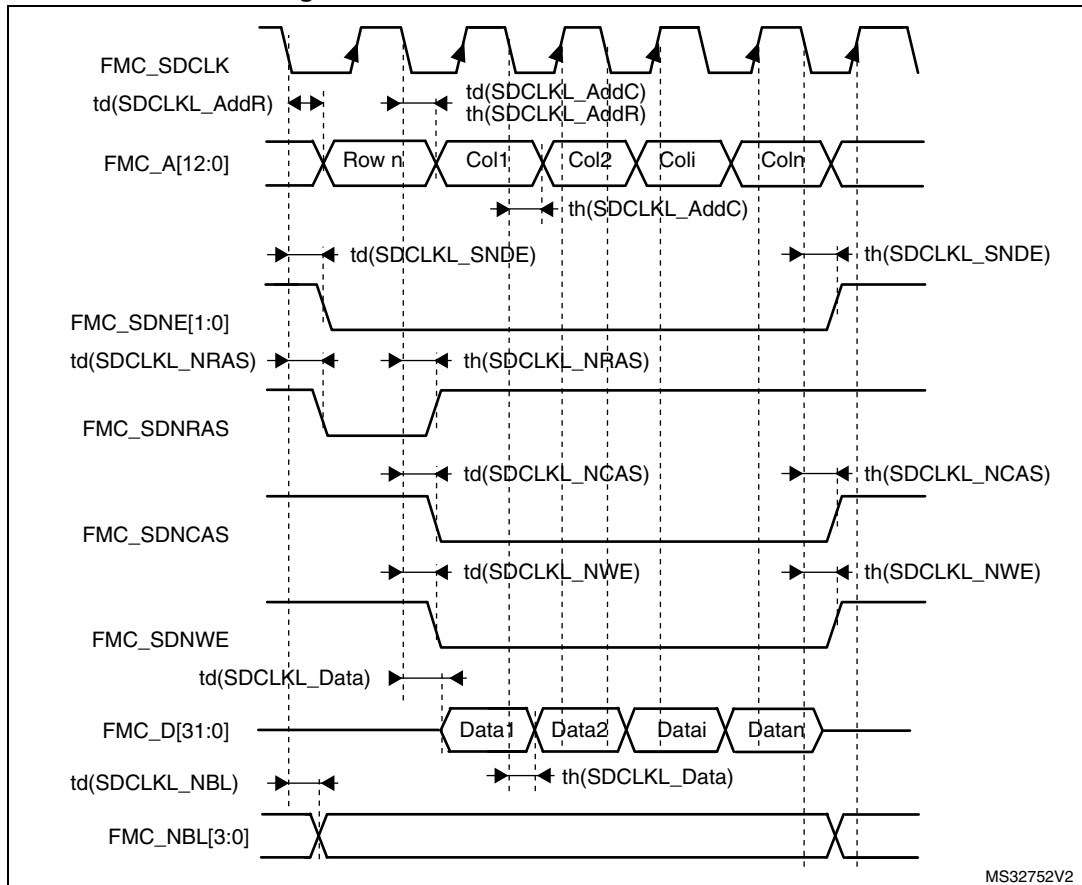 FMC_SDCLK
td(SDCLKL_AddR)
td(SDCLKL_AddC)
th(SDCLKL_AddR)
FMC_A[12:0]
Row n
Col1
Col2
Coli
Coln
th(SDCLKL_AddC)
td(SDCLKL_SNDE)
th(SDCLKL_SNDE)
FMC_SDNE[1:0]
td(SDCLKL_NRAS)
th(SDCLKL_NRAS)
FMC_SDNRAS
td(SDCLKL_NCAS)
th(SDCLKL_NCAS)
FMC_SDNCAS
td(SDCLKL_NWE)
th(SDCLKL_NWE)
FMC_SDNWE
td(SDCLKL_Data)
FMC_D[31:0]
Data1
Data2
Datai
Datan
th(SDCLKL_Data)
td(SDCLKL_NBL)
FMC_NBL[3:0]
MS32752V2